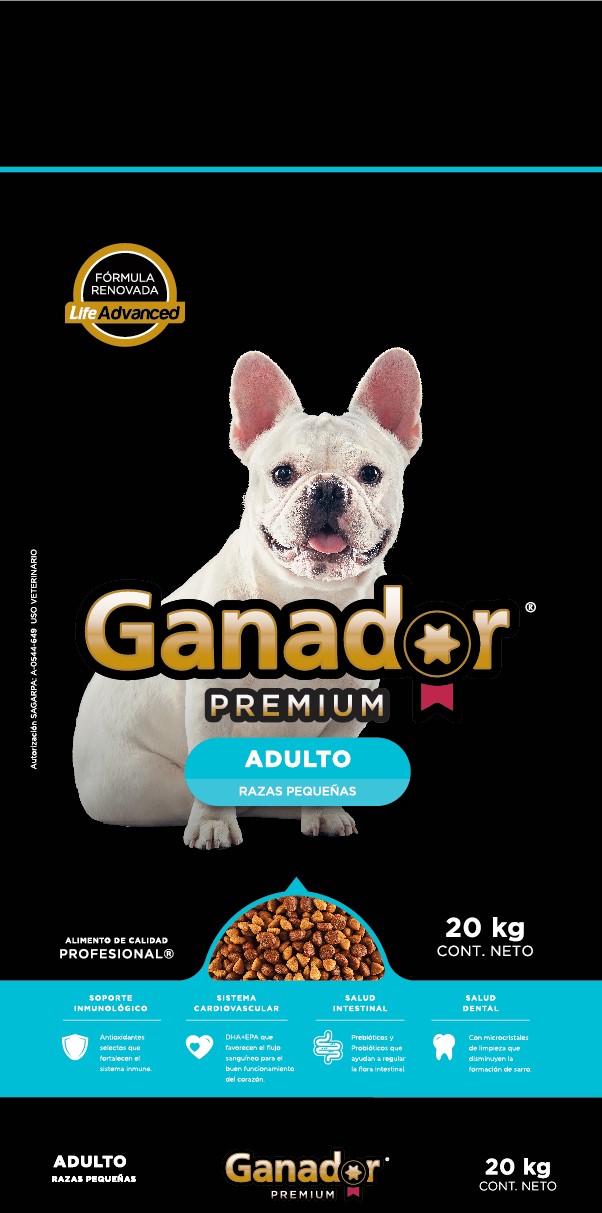 FÓRMULA
RENOVADA
LifeAdvanced
Autorización SAGARPA: A-0544-649 USO VETERINARIO
Ganador®
PREMIUM
ADULTO
RAZAS PEQUEÑAS
ALIMENTO DE CALIDAD
PROFESIONAL®
20 kg
CONT. NETO
SOPORTE
INMUNOLÓGICO
Antioxidantes
selectos que
fortalecen el
sistema inmune.
SISTEMA
CARDIOVASCULAR
DHA+EPA que
favorecen el flujo
sanguíneo para el
buen funcionamiento
del corazón.
SALUD
INTESTINAL
Prebióticos y
Probióticos que
ayudan a regular
la flora intestinal.
SALUD
DENTAL
Con microcristales
de limpieza que
disminuyen la
formación de sarro.
ADULTO
RAZAS PEQUEÑAS
Ganador
PREMIUM
20 kg
CONT. NETO